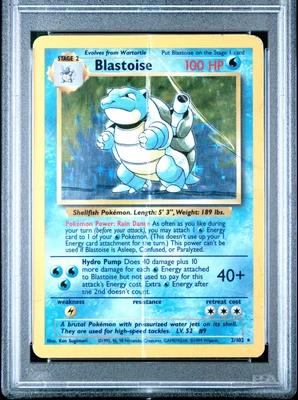 Evolves from Wartortle Put Blastoise on the Stage 1 card
STAGE 2
Blastoise 100 HP
Shellfish Pokémon. Length: 5' 3", Weight: 189 lbs.
Pokémon Power: Rain Dance As often as you like during
your turn (before your attack), you may attach 1 Energy
card to 1 of your Pokémon. (This doesn't use up your 1
Energy card attachment for the turn.) This power can't be
used if Blastoise is Asleep, Confused, or Paralyzed.
Hydro Pump Does 40 damage plus 10
more damage for each Energy attached
to Blastoise but not used to pay for this
attack's Energy cost. Extra Energy after
the 2nd doesn't count.
40+
weakness resistance retreat cost
A brutal Pokémon with pressurized water jets on its shell.
They are used for high-speed tackles. LV. 52 #9
Illus. Ken Sugimori 2/102